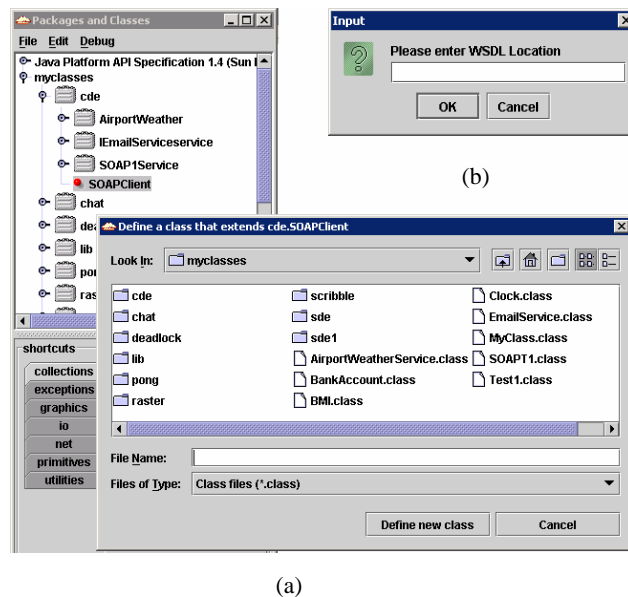 Packages and Classes
File Edit Debug
Java Platform API Specification 1.4 (Sun
myclasses
cde
AirportWeather
IEmailServiceservice
SOAP1Service
SOAPClient
chat
lib
Input
Please enter WSDL Location
OK Cancel
(b)
Define a class that extends cde.SOAPClient
Look In: myclasses
cde scribble Clock.class
chat sde EmailService.class
deadlock sde1 MyClass.class
lib AirportWeatherService.class SOAPT1.class
pong BankAccount.class Test1.class
raster BMI.class
File Name:
Files of Type: Class files (*.class)
Define new class Cancel
shortcuts
collections
exceptions
graphics
io
net
primitives
utilities
(a)